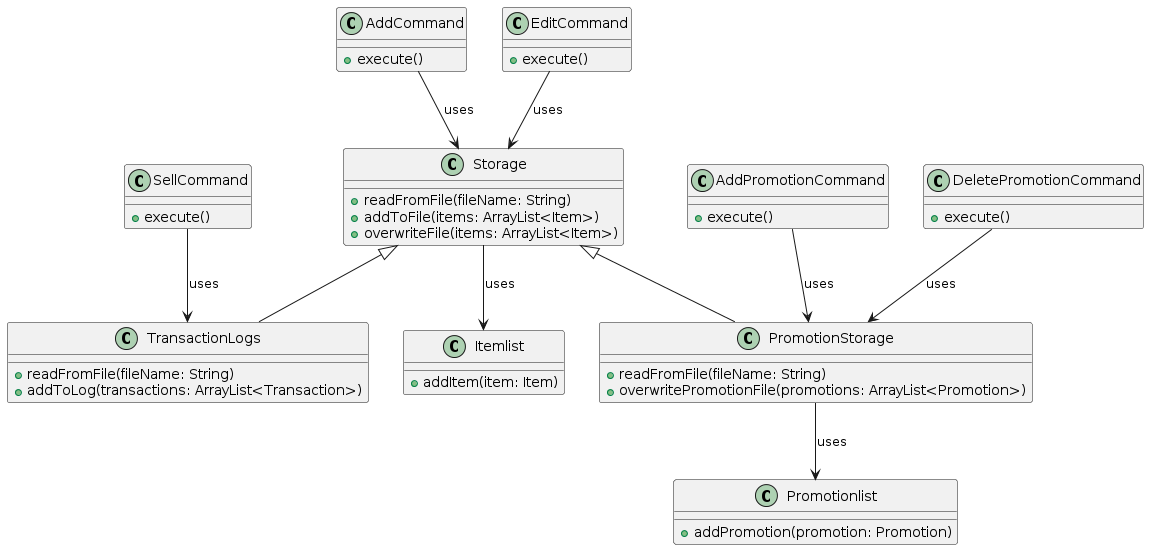 C AddCommand
execute()
C EditCommand
execute()
uses
uses
C Storage
readFromFile(fileName: String)
addToFile(items: ArrayList<Item>)
overwriteFile(items: ArrayList<Item>)
C SellCommand
execute()
C AddPromotionCommand
execute()
C DeletePromotionCommand
execute()
uses
uses
uses
uses
C TransactionLogs
readFromFile(fileName: String)
addToLog(transactions: ArrayList<Transaction>)
C Itemlist
addItem(item: Item)
C PromotionStorage
readFromFile(fileName: String)
overwritePromotionFile(promotions: ArrayList<Promotion>)
uses
C Promotionlist
addPromotion(promotion: Promotion)